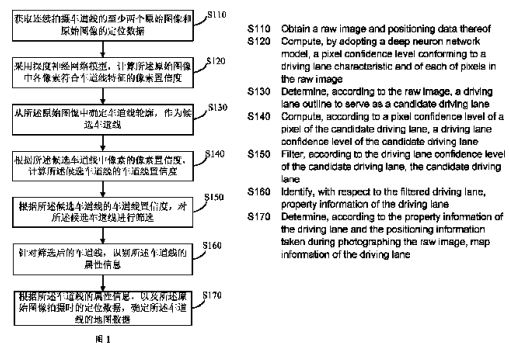 获取连续拍摄车道线的至少两个原始图像和
原始图像的定位数据
S110
采用深度神经网络模型，计算所述原始图像
中各像素符合车道线特征的像素置信度
S120
从所述原始图像中确定车道线轮廓，作为候
选车道线
S130
根据所述候选车道线中像素的像素置信度，
计算所述候选车道线的车道线置信度
S140
根据所述候选车道线的车道线置信度，对
所述候选车道线进行筛选
S150
针对筛选后的车道线，识别所述车道线的
属性信息
S160
根据所述车道线的属性信息，以及所述原
始图像拍摄时的定位数据，确定所述车道
线的地图数据
S170
图 1
S110 Obtain a raw image and positioning data thereof
S120 Compute, by adopting a deep neuron network
model, a pixel confidence level conforming to a
driving lane characteristic and of each of pixels in
the raw image
S130 Determine, according to the raw image, a driving
lane outline to serve as a candidate driving lane
S140 Compute, according to a pixel confidence level of a
pixel of the candidate driving lane, a driving lane
confidence level of the candidate driving lane
S150 Filter, according to the driving lane confidence level
of the candidate driving lane, the candidate driving
lane
S160 Identify, with respect to the filtered driving lane,
property information of the driving lane
S170 Determine, according to the property information of
the driving lane and the positioning information
taken during photographing the raw image, map
information of the driving lane